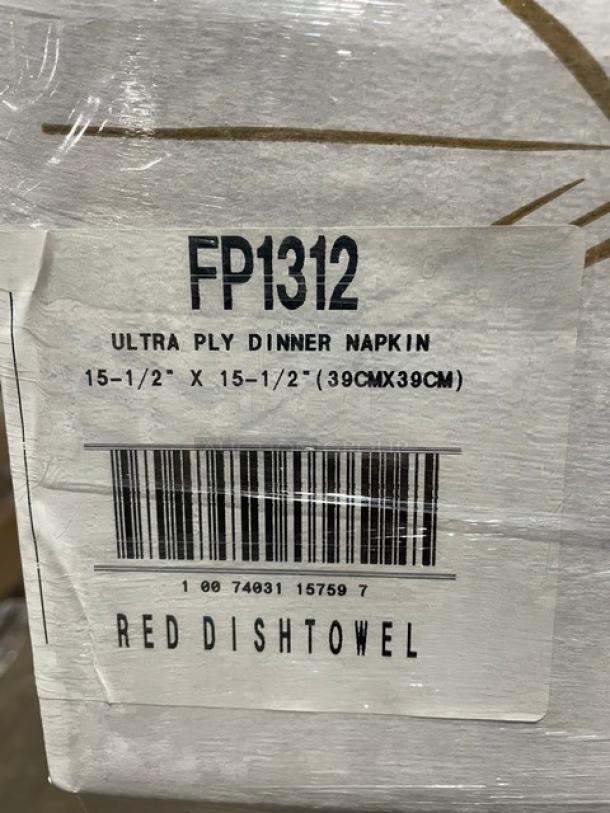 FP1312
ULTRA PLY DINNER NAPKIN
15-1/2" X 15-1/2"(39CMX39CM)
1 00 74031 15759 7
RED DISHTOWEL